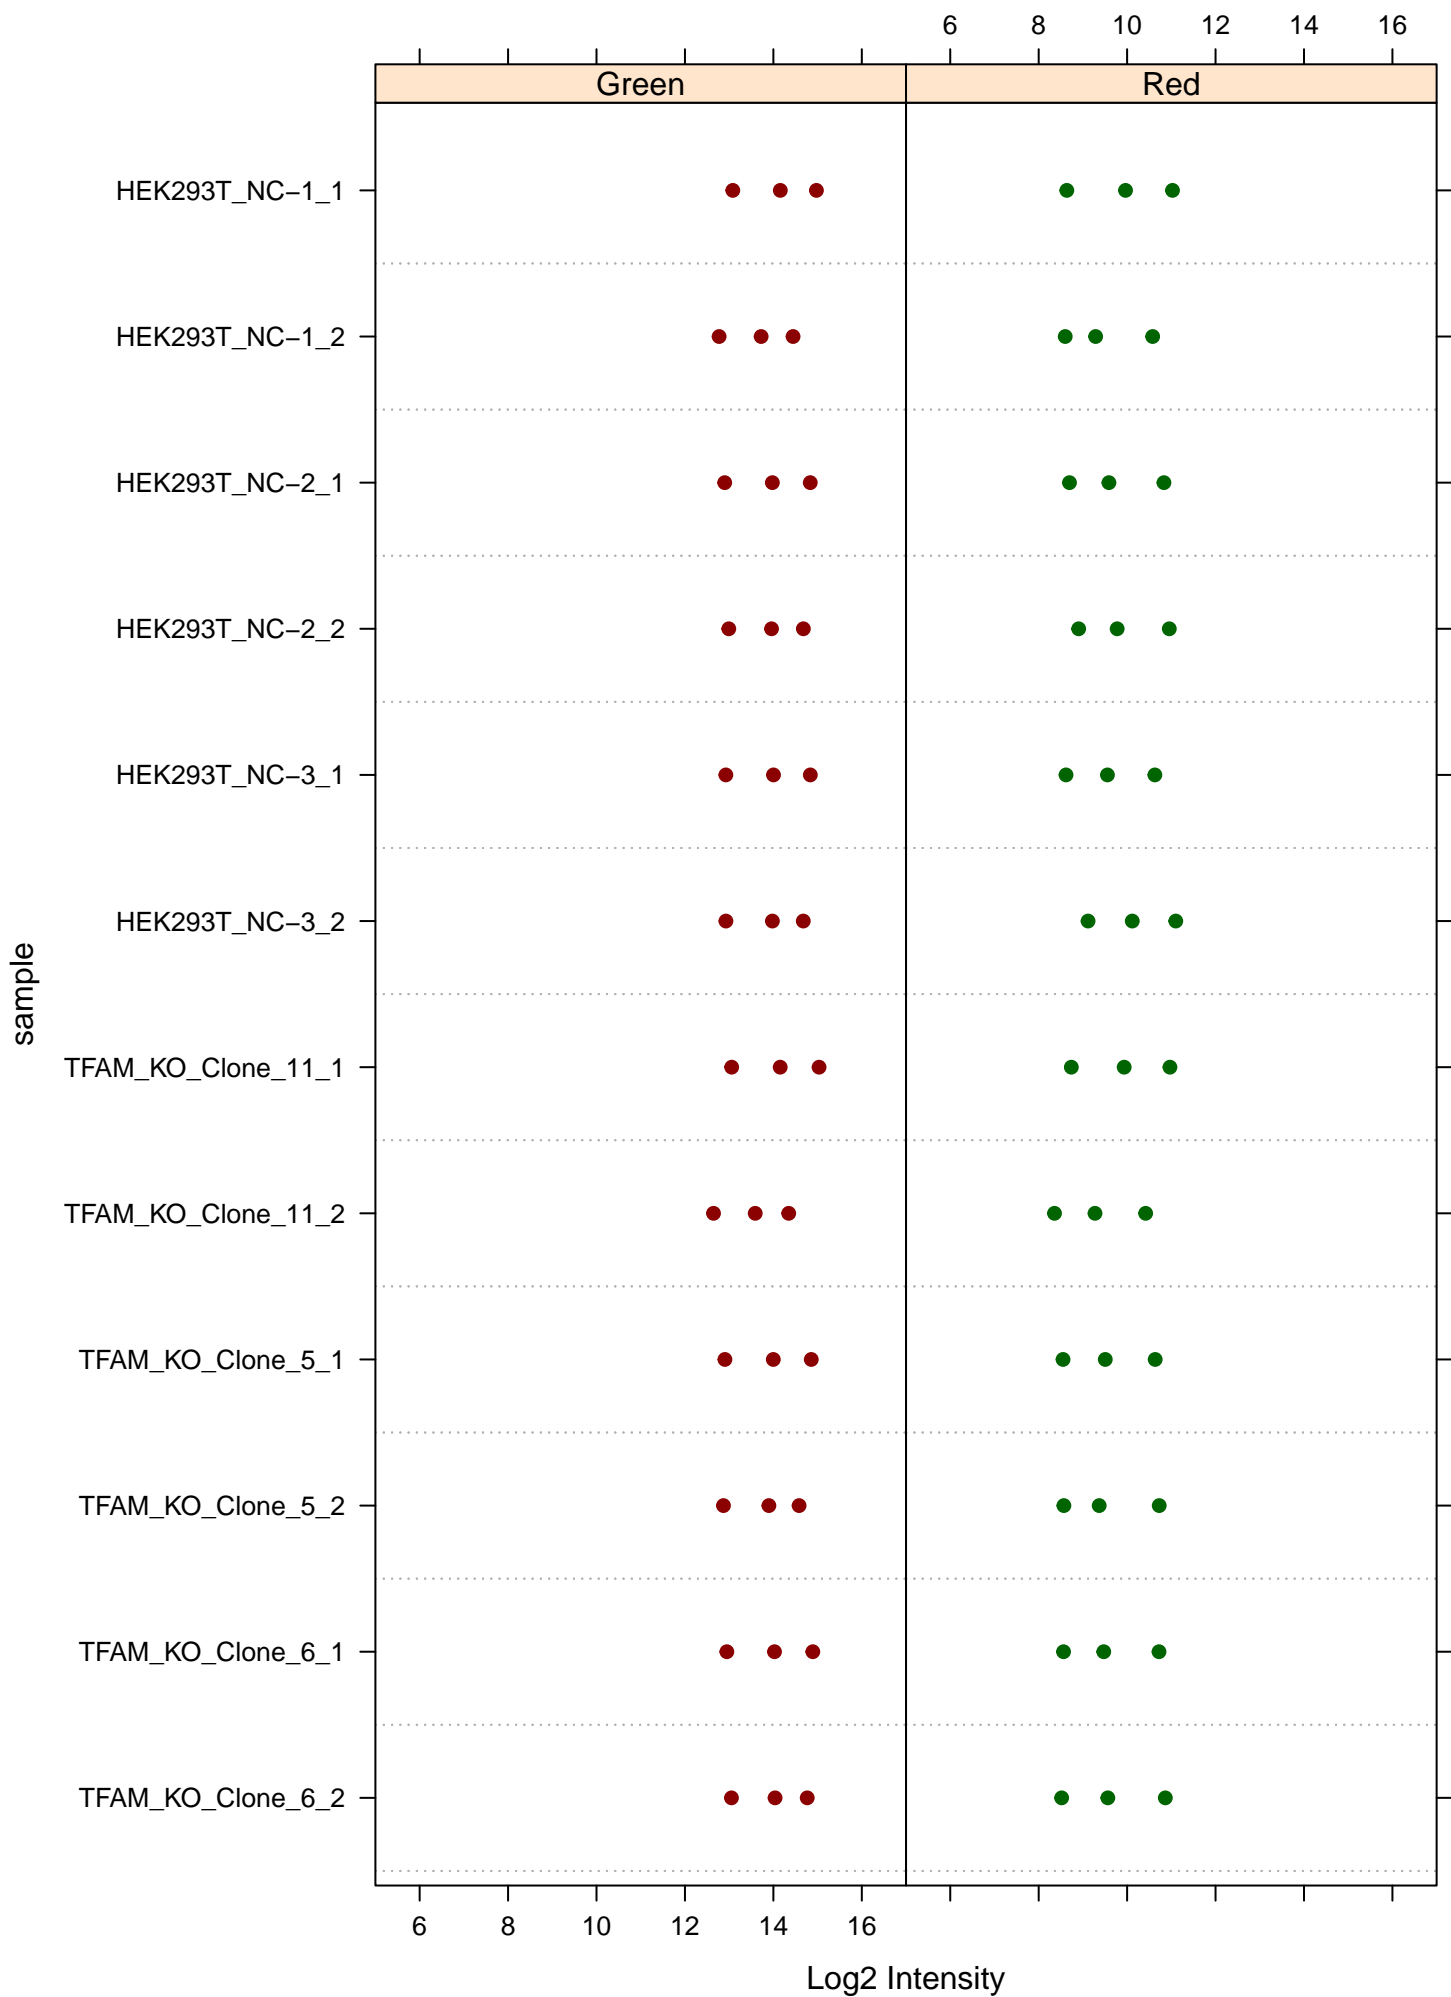 6 8 10 12 14 16
Green Red
HEK293T_NC−1_1
HEK293T_NC−1_2
HEK293T_NC−2_1
HEK293T_NC−2_2
HEK293T_NC−3_1
HEK293T_NC−3_2
sample
TFAM_KO_Clone_11_1
TFAM_KO_Clone_11_2
TFAM_KO_Clone_5_1
TFAM_KO_Clone_5_2
TFAM_KO_Clone_6_1
TFAM_KO_Clone_6_2
6 8 10 12 14 16
Log2 Intensity